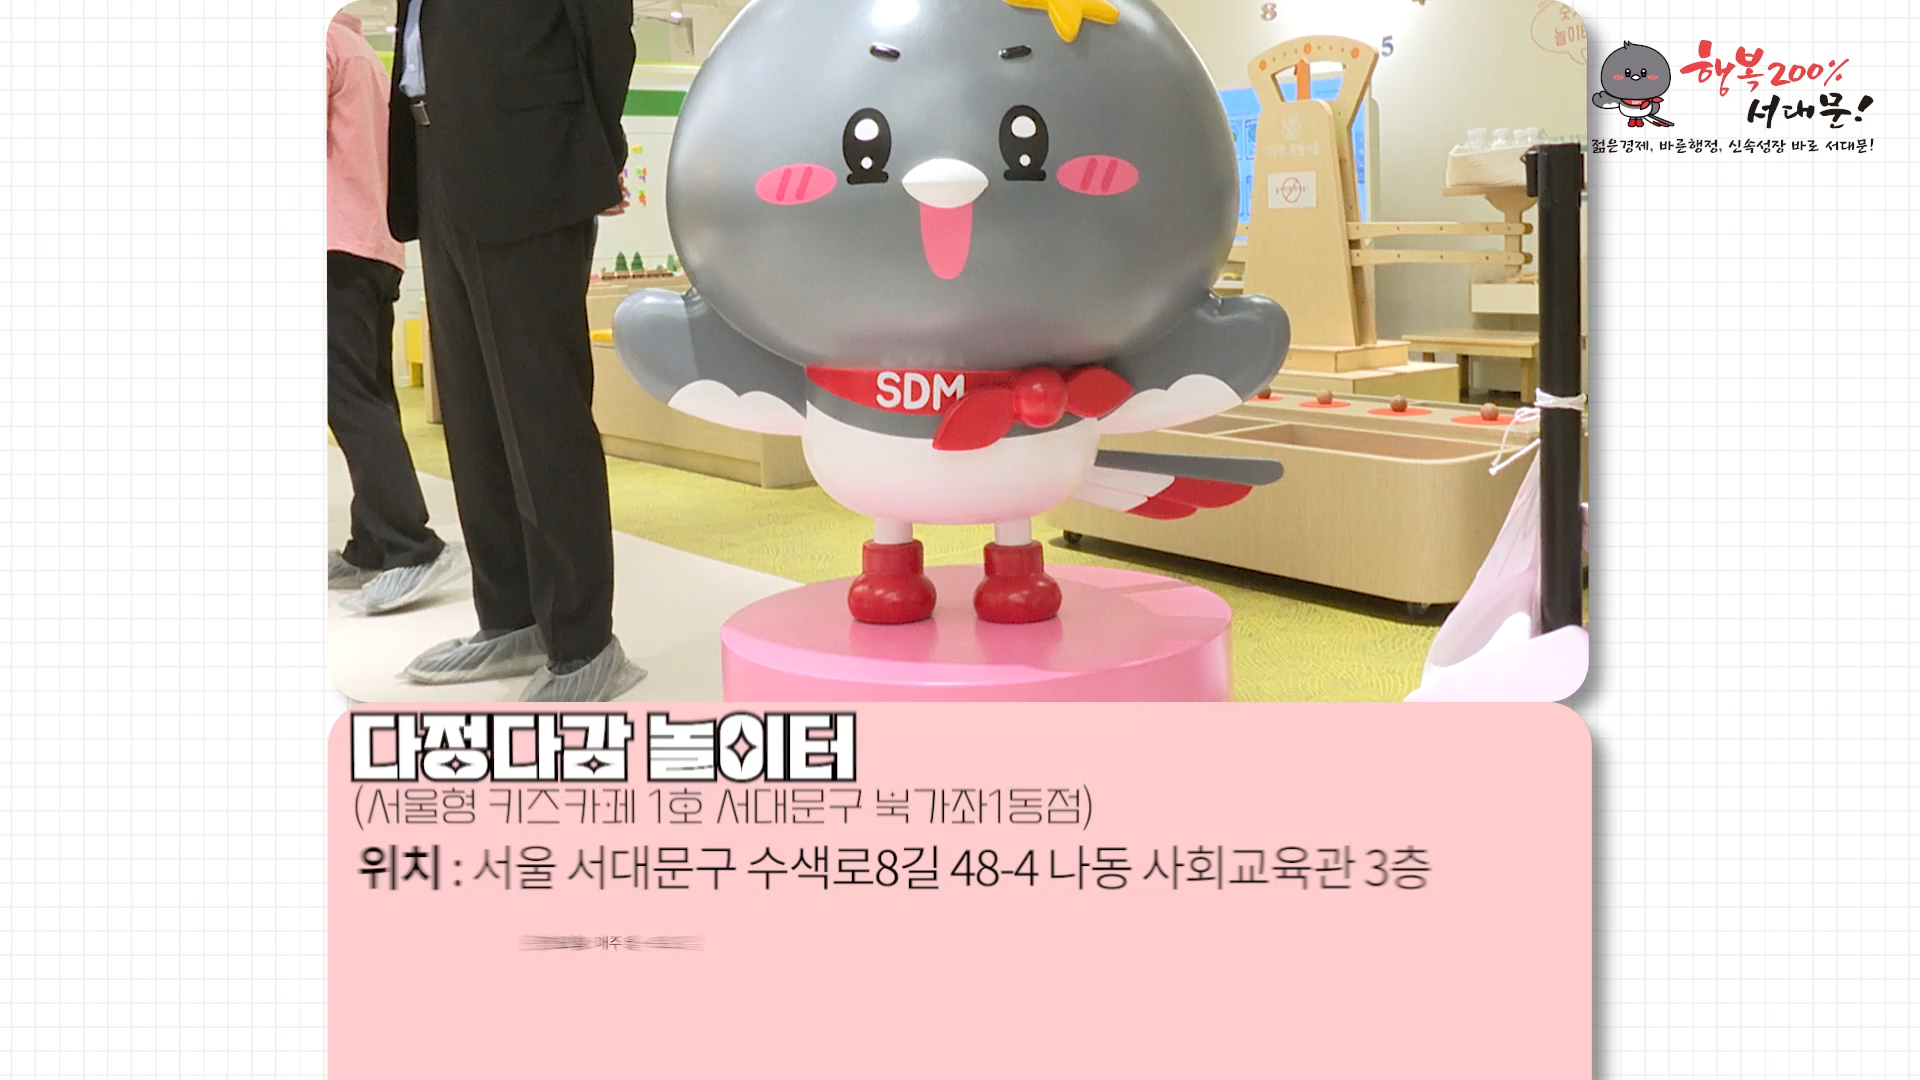 행복200%
서대문!
젊은경제, 바른행정, 신속성장 바로 서대문!
8
5
SDM
다정다감 놀이터
(서울형 키즈카페 1호 서대문구 북가좌1동점)
위치 : 서울 서대문구 수색로8길 48-4 나동 사회교육관 3층
매주